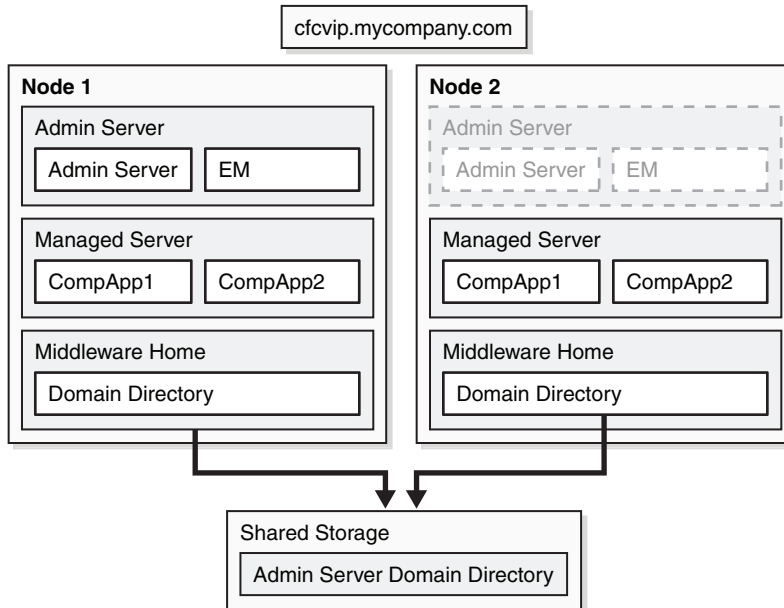 cfcvip.mycompany.com
Node 1
Admin Server
Admin Server
EM
Managed Server
CompApp1
CompApp2
Middleware Home
Domain Directory
Node 2
Admin Server
Admin Server
EM
Managed Server
CompApp1
CompApp2
Middleware Home
Domain Directory
Shared Storage
Admin Server Domain Directory